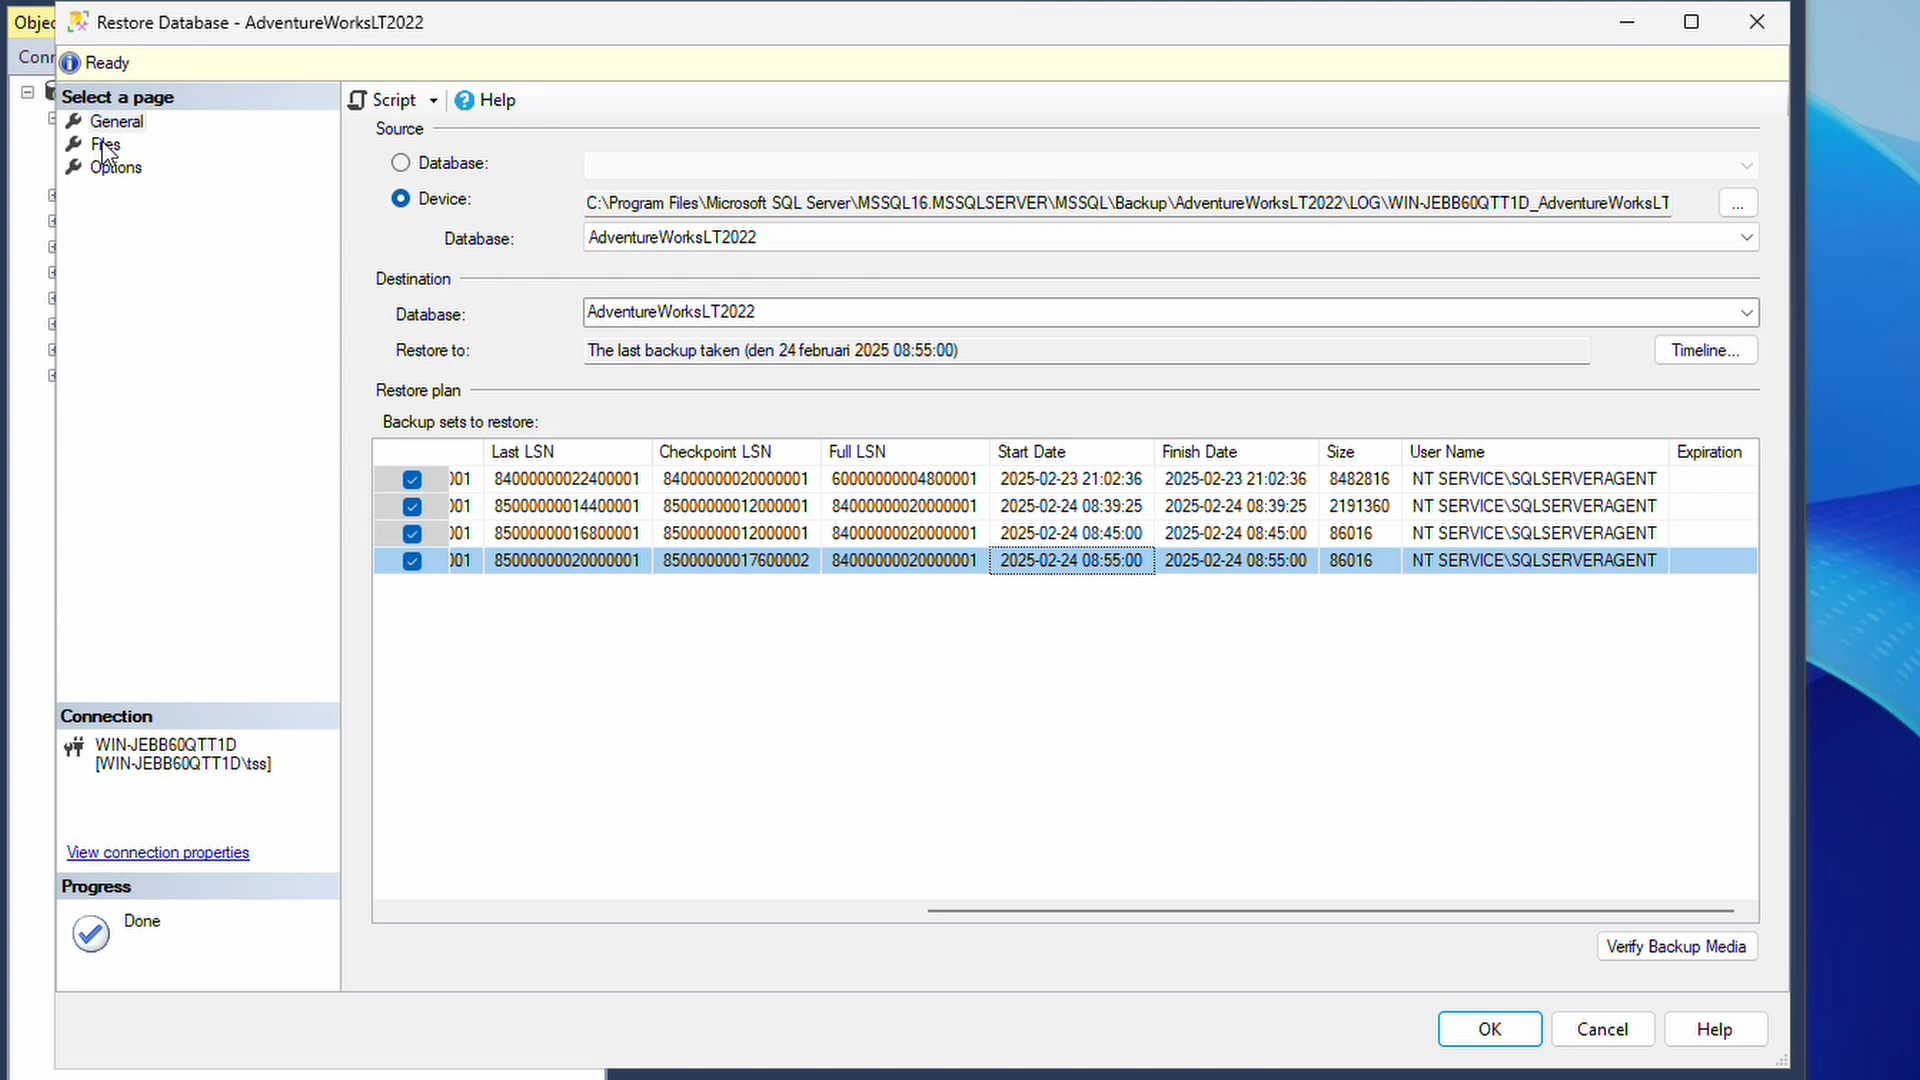 Objec
Restore Database - AdventureWorksLT2022
Conn
Ready
Select a page
General
Files
Options
Script
Help
Source
Database:
Device:
C:\Program Files\Microsoft SQL Server\MSSQL16.MSSQLSERVER\MSSQL\Backup\AdventureWorksLT2022\LOG\WIN-JEBB60QTT1D_AdventureWorksLT
...
Database:
AdventureWorksLT2022
Destination
Database:
AdventureWorksLT2022
Restore to:
The last backup taken (den 24 februari 2025 08:55:00)
Timeline...
Restore plan
Backup sets to restore:
Last LSN Checkpoint LSN Full LSN Start Date Finish Date Size User Name Expiration
001 84000000022400001 84000000020000001 60000000004800001 2025-02-23 21:02:36 2025-02-23 21:02:36 8482816 NT SERVICE\SQLSERVERAGENT
001 85000000014400001 85000000012000001 84000000020000001 2025-02-24 08:39:25 2025-02-24 08:39:25 2191360 NT SERVICE\SQLSERVERAGENT
001 85000000016800001 85000000012000001 84000000020000001 2025-02-24 08:45:00 2025-02-24 08:45:00 86016 NT SERVICE\SQLSERVERAGENT
001 85000000020000001 85000000017600002 84000000020000001 2025-02-24 08:55:00 2025-02-24 08:55:00 86016 NT SERVICE\SQLSERVERAGENT
Connection
WIN-JEBB60QTT1D
[WIN-JEBB60QTT1D\tss]
View connection properties
Progress
Done
Verify Backup Media
OK
Cancel
Help